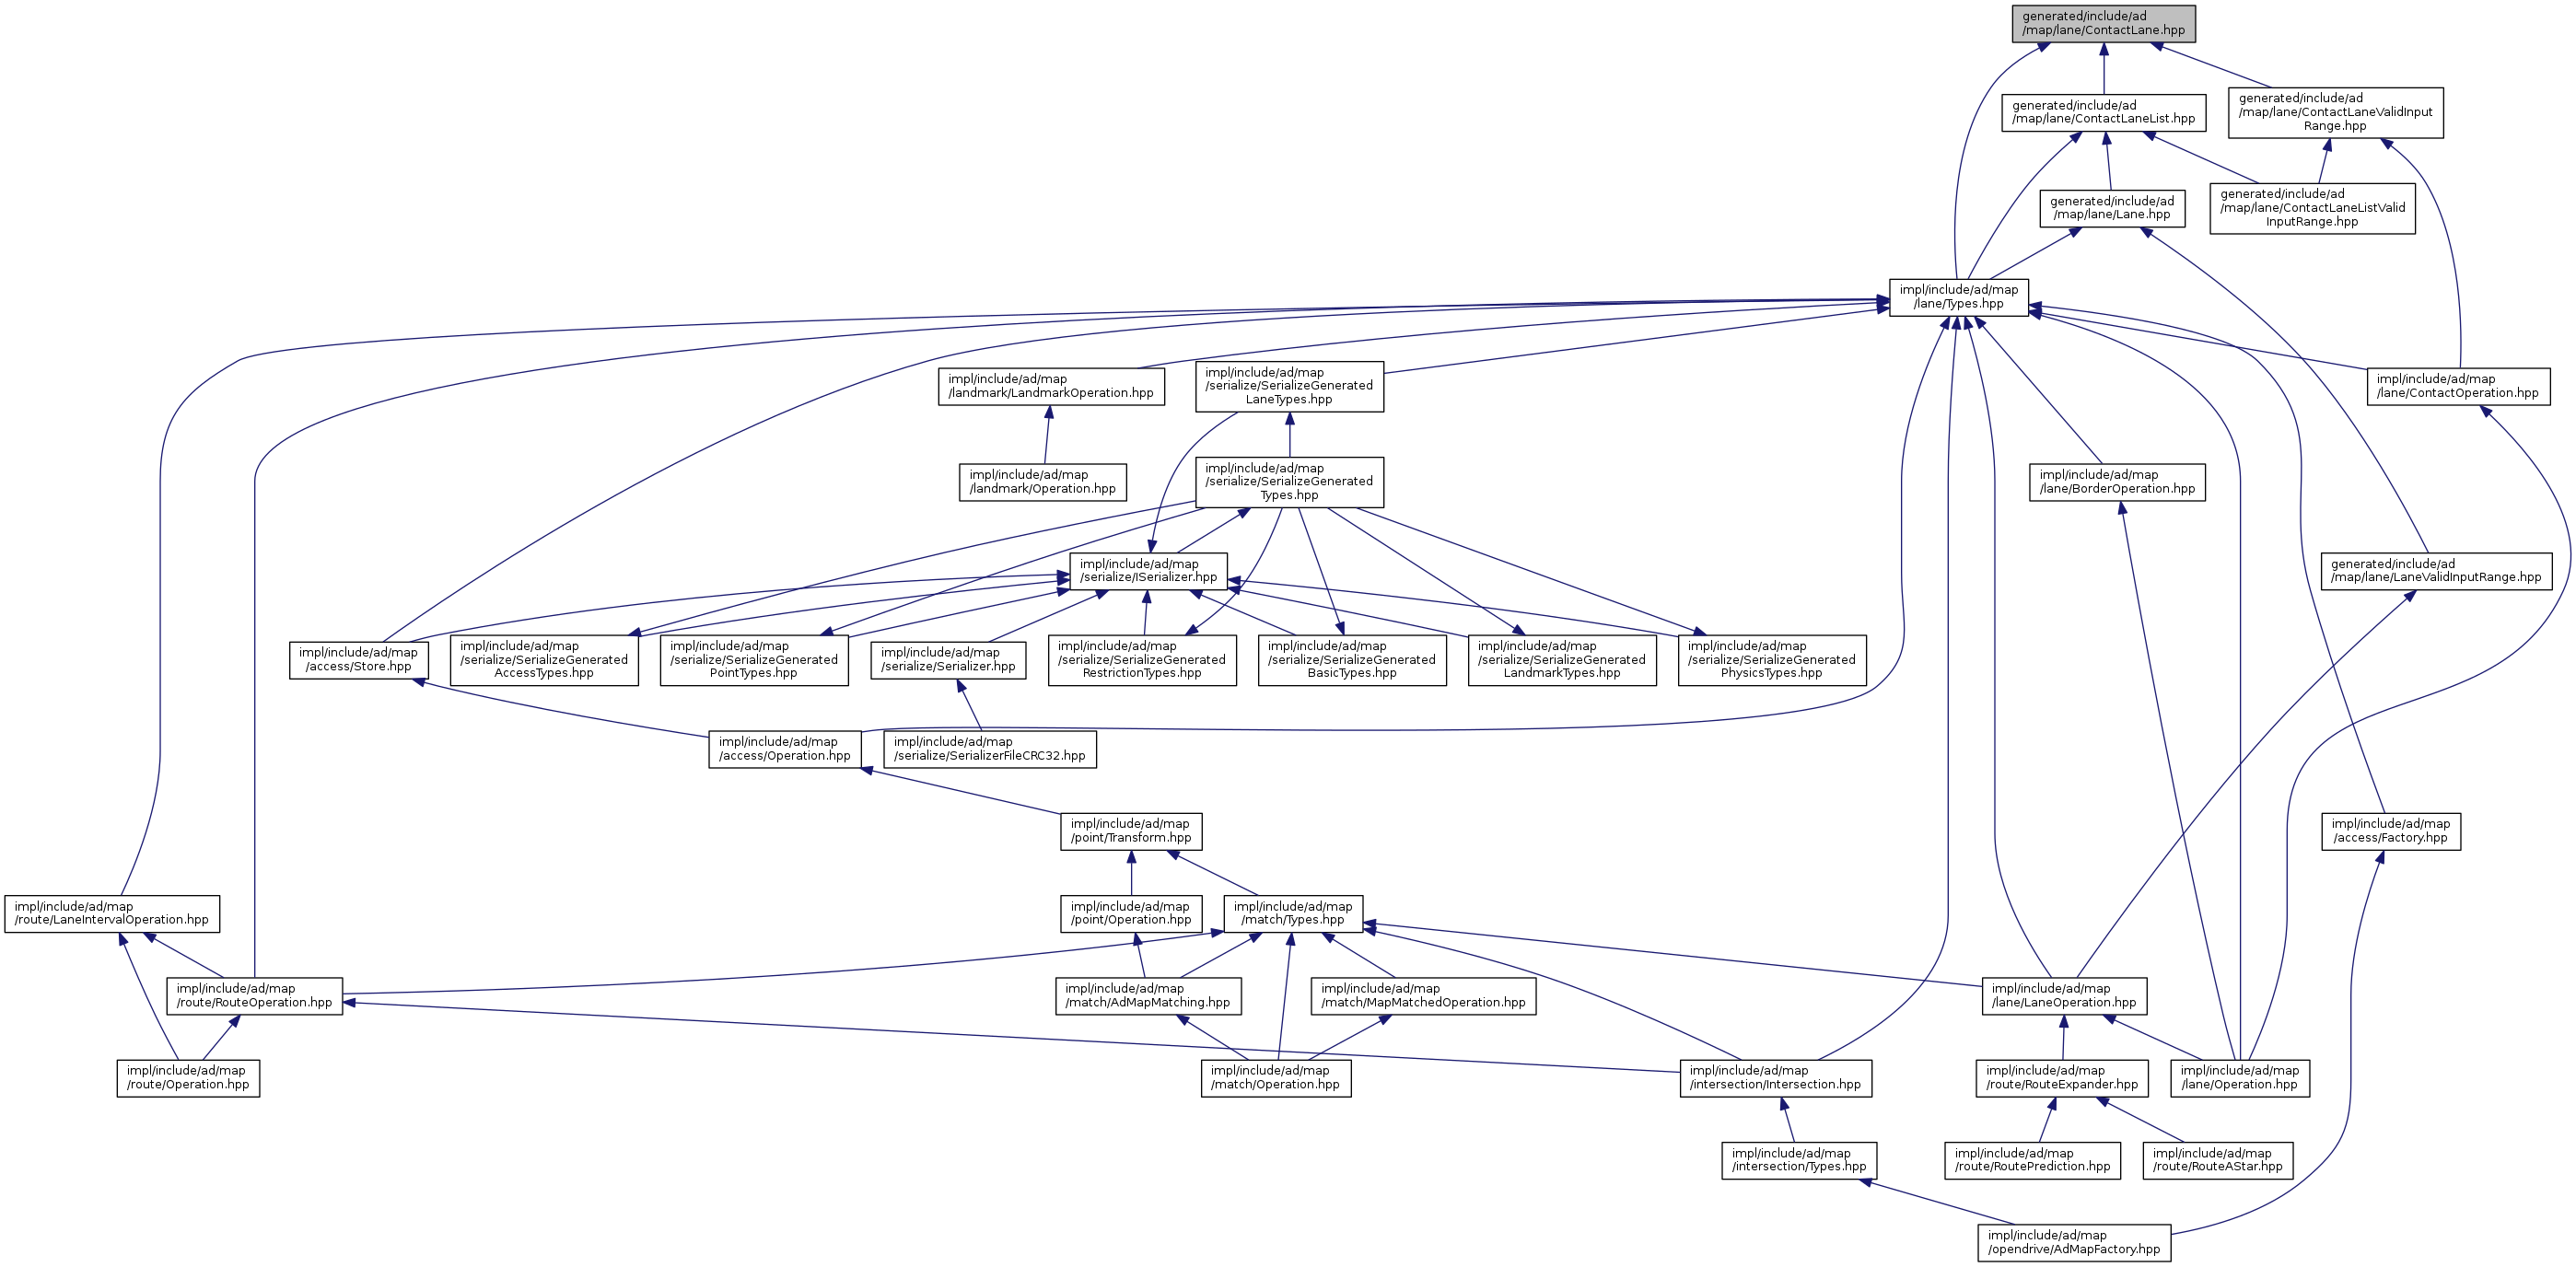 generated/include/ad
/map/lane/ContactLane.hpp
generated/include/ad
/map/lane/ContactLaneList.hpp
generated/include/ad
/map/lane/ContactLaneValidInput
Range.hpp
generated/include/ad
/map/lane/Lane.hpp
generated/include/ad
/map/lane/ContactLaneListValid
InputRange.hpp
impl/include/ad/map
/lane/Types.hpp
impl/include/ad/map
/landmark/LandmarkOperation.hpp
impl/include/ad/map
/serialize/SerializeGenerated
LaneTypes.hpp
impl/include/ad/map
/lane/ContactOperation.hpp
impl/include/ad/map
/landmark/Operation.hpp
impl/include/ad/map
/serialize/SerializeGenerated
Types.hpp
impl/include/ad/map
/lane/BorderOperation.hpp
impl/include/ad/map
/serialize/ISerializer.hpp
generated/include/ad
/map/lane/LaneValidInputRange.hpp
impl/include/ad/map
/access/Store.hpp
impl/include/ad/map
/serialize/SerializeGenerated
AccessTypes.hpp
impl/include/ad/map
/serialize/SerializeGenerated
PointTypes.hpp
impl/include/ad/map
/serialize/Serializer.hpp
impl/include/ad/map
/serialize/SerializeGenerated
RestrictionTypes.hpp
impl/include/ad/map
/serialize/SerializeGenerated
BasicTypes.hpp
impl/include/ad/map
/serialize/SerializeGenerated
LandmarkTypes.hpp
impl/include/ad/map
/serialize/SerializeGenerated
PhysicsTypes.hpp
impl/include/ad/map
/access/Operation.hpp
impl/include/ad/map
/serialize/SerializerFileCRC32.hpp
impl/include/ad/map
/point/Transform.hpp
impl/include/ad/map
/access/Factory.hpp
impl/include/ad/map
/route/LaneIntervalOperation.hpp
impl/include/ad/map
/point/Operation.hpp
impl/include/ad/map
/match/Types.hpp
impl/include/ad/map
/route/RouteOperation.hpp
impl/include/ad/map
/match/AdMapMatching.hpp
impl/include/ad/map
/match/MapMatchedOperation.hpp
impl/include/ad/map
/lane/LaneOperation.hpp
impl/include/ad/map
/route/Operation.hpp
impl/include/ad/map
/match/Operation.hpp
impl/include/ad/map
/intersection/Intersection.hpp
impl/include/ad/map
/route/RouteExpander.hpp
impl/include/ad/map
/lane/Operation.hpp
impl/include/ad/map
/intersection/Types.hpp
impl/include/ad/map
/route/RoutePrediction.hpp
impl/include/ad/map
/route/RouteAStar.hpp
impl/include/ad/map
/opendrive/AdMapFactory.hpp